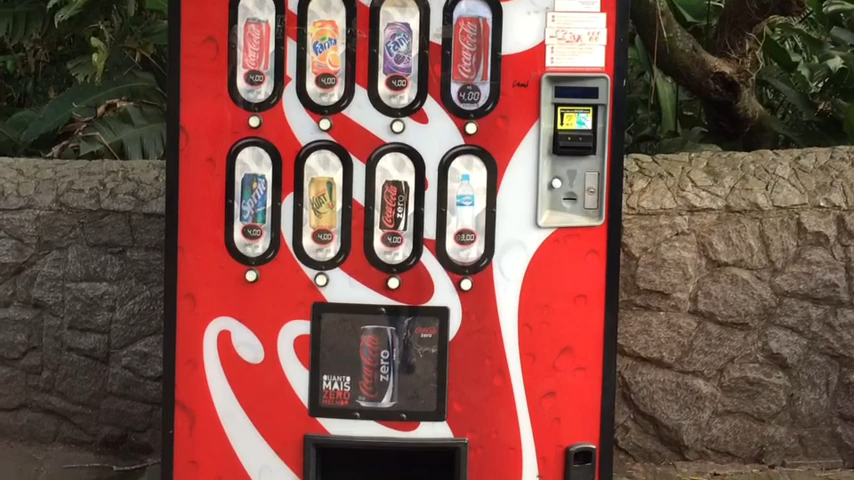 Coca-Cola
Fanta
Fanta
Coca-Cola
4.00
4.00
4.00
4.00
Sprite
KUAT
Coca-Cola zero
4.00
4.00
4.00
3.00
Coca-Cola zero
Coca-Cola
zero
QUANTO
MAIS
ZERO
MELHOR